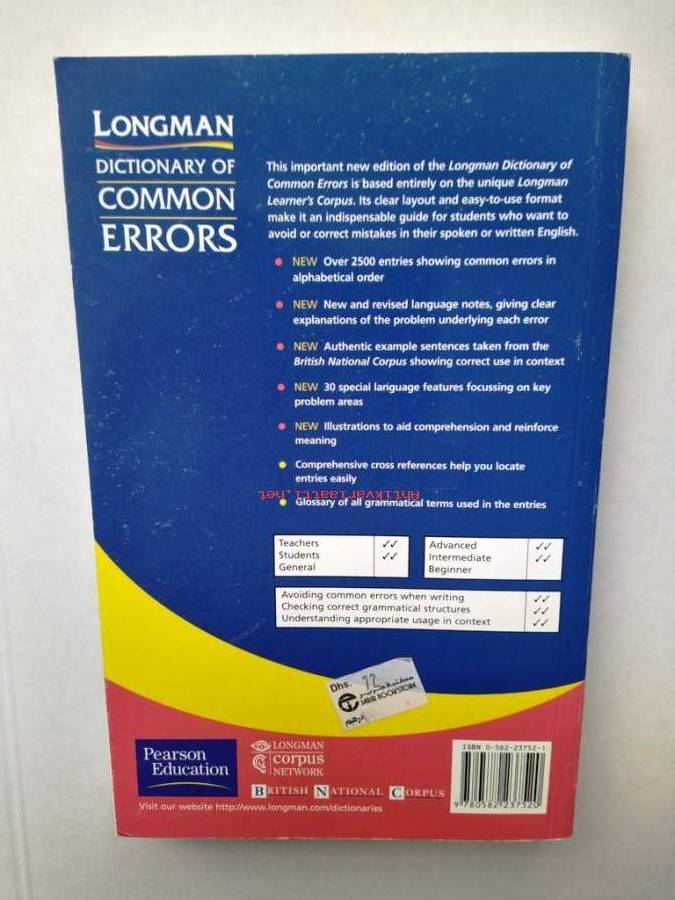 LONGMAN
DICTIONARY OF
COMMON
ERRORS
This important new edition of the Longman Dictionary of
Common Errors is based entirely on the unique Longman
Learner's Corpus. Its clear layout and easy-to-use format
make it an indispensable guide for students who want to
avoid or correct mistakes in their spoken or written English.
NEW Over 2500 entries showing common errors in
alphabetical order
NEW New and revised language notes, giving clear
explanations of the problem underlying each error
NEW Authentic example sentences taken from the
British National Corpus showing correct use in context
NEW 30 special language features focussing on key
problem areas
NEW Illustrations to aid comprehension and reinforce
meaning
Comprehensive cross references help you locate
entries easily
Antikvariaatti.net
Glossary of all grammatical terms used in the entries
Teachers ✓✓
Students ✓✓
General
Advanced ✓✓
Intermediate ✓✓
Beginner
Avoiding common errors when writing ✓✓
Checking correct grammatical structures ✓✓
Understanding appropriate usage in context ✓✓
Dhs. 72
BOOKSTORE
درهم
Pearson
Education
LONGMAN
corpus
NETWORK
BRITISH NATIONAL CORPUS
Visit our website http://www.longman.com/dictionaries
ISBN 0-582-23752-1
9 780582 237520